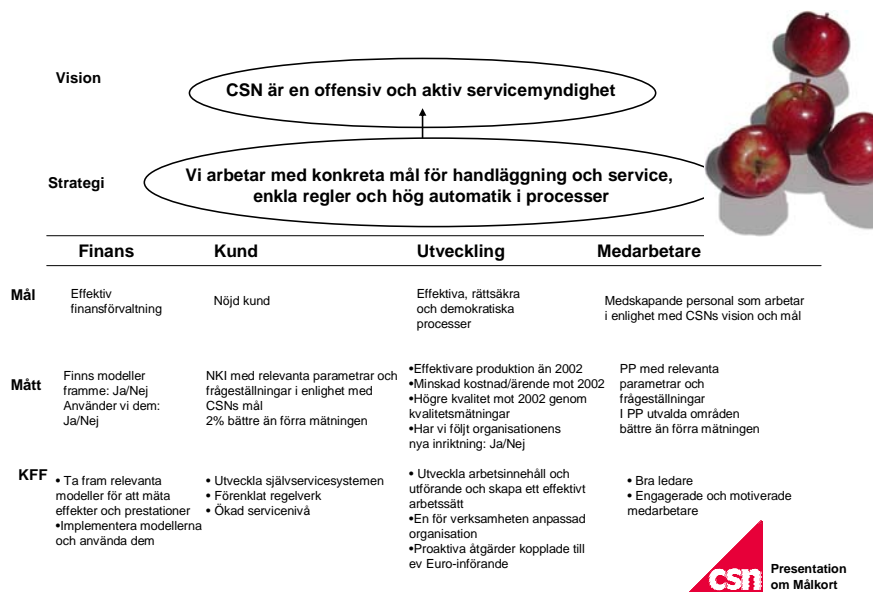 Vision
CSN är en offensiv och aktiv servicemyndighet
Strategi
Vi arbetar med konkreta mål för handläggning och service,
enkla regler och hög automatik i processer
Finans
Kund
Utveckling
Medarbetare
Mål
Effektiv
finansförvaltning
Nöjd kund
Effektiva, rättsäkra
och demokratiska
processer
Medskapande personal som arbetar
i enlighet med CSNs vision och mål
Mått
Finns modeller
framme: Ja/Nej
Använder vi dem:
Ja/Nej
NKI med relevanta parametrar och
frågeställningar i enlighet med
CSNs mål
2% bättre än förra mätningen
•Effektivare produktion än 2002
•Minskad kostnad/ärende mot 2002
•Högre kvalitet mot 2002 genom
kvalitetsmätningar
•Har vi följt organisationens
nya inriktning: Ja/Nej
PP med relevanta
parametrar och
frågeställningar
I PP utvalda områden
bättre än förra mätningen
KFF
• Ta fram relevanta
modeller för att mäta
effekter och prestationer
•Implementera modellerna
och använda dem
• Utveckla självservicesystemen
• Förenklat regelverk
• Ökad servicenivå
• Utveckla arbetsinnehåll och
utförande och skapa ett effektivt
arbetssätt
•En för verksamheten anpassad
organisation
•Proaktiva åtgärder kopplade till
ev Euro-införande
• Bra ledare
• Engagerade och motiverade
medarbetare
csn
Presentation
om Målkort